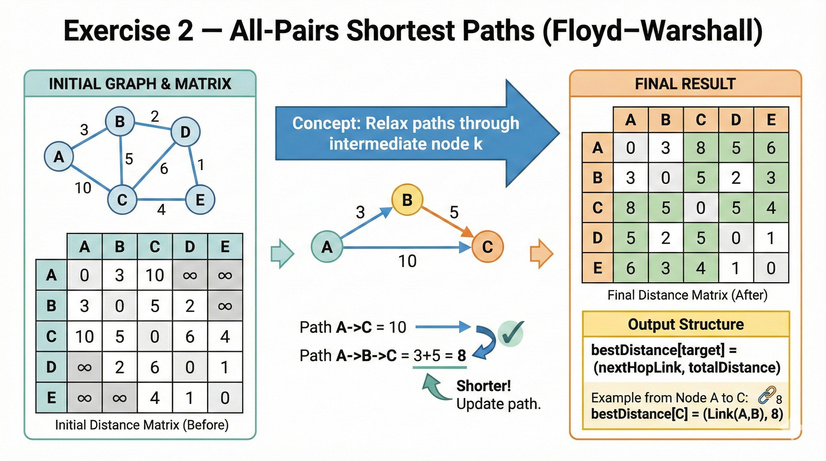 Exercise 2 — All-Pairs Shortest Paths (Floyd–Warshall)
INITIAL GRAPH & MATRIX
A
B
C
D
E
3
2
5
6
1
10
4
A B C D E
A 0 3 10 ∞ ∞
B 3 0 5 2 ∞
C 10 5 0 6 4
D ∞ 2 6 0 1
E ∞ ∞ 4 1 0
Initial Distance Matrix (Before)
Concept: Relax paths through
intermediate node k
A
B
C
3
5
10
Path A->C = 10
Path A->B->C = 3+5 = 8
Shorter!
Update path.
FINAL RESULT
A B C D E
A 0 3 8 5 6
B 3 0 5 2 3
C 8 5 0 5 4
D 5 2 5 0 1
E 6 3 4 1 0
Final Distance Matrix (After)
Output Structure
bestDistance[target] =
(nextHopLink, totalDistance)
Example from Node A to C: 8
bestDistance[C] = (Link(A,B), 8)